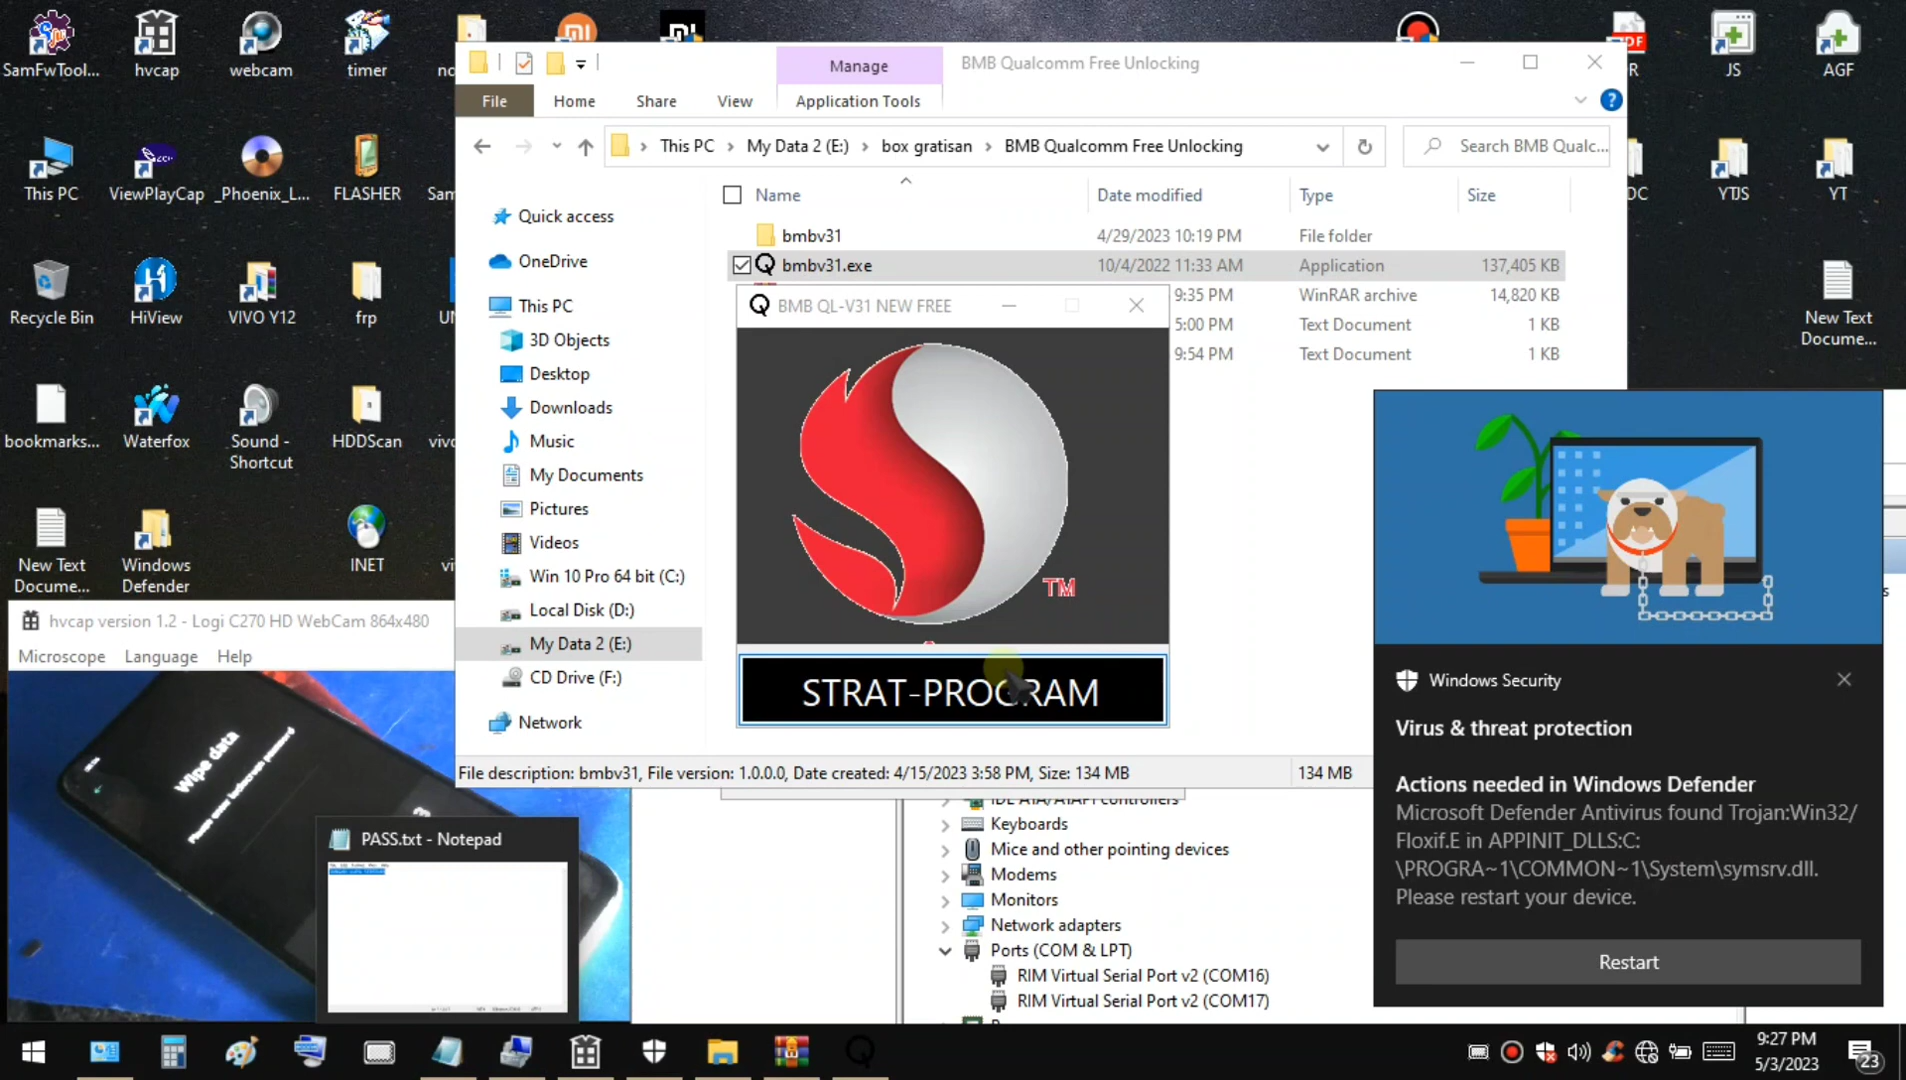 SamFwTool...
hvcap
webcam
timer
JS
AGF
This PC
ViewPlayCap
_Phoenix_L...
FLASHER
YTJS
YT
Recycle Bin
HiView
VIVO Y12
frp
New Text
Docume...
bookmarks...
Waterfox
Sound -
Shortcut
HDDScan
New Text
Docume...
Windows
Defender
INET
Manage
BMB Qualcomm Free Unlocking
File
Home
Share
View
Application Tools
This PC
My Data 2 (E:)
box gratisan
BMB Qualcomm Free Unlocking
Search BMB Qualc...
Name
Date modified
Type
Size
Quick access
OneDrive
This PC
3D Objects
Desktop
Downloads
Music
My Documents
Pictures
Videos
Win 10 Pro 64 bit (C:)
Local Disk (D:)
My Data 2 (E:)
CD Drive (F:)
Network
bmbv31
4/29/2023 10:19 PM
File folder
bmbv31.exe
10/4/2022 11:33 AM
Application
137,405 KB
9:35 PM
WinRAR archive
14,820 KB
5:00 PM
Text Document
1 KB
9:54 PM
Text Document
1 KB
BMB QL-V31 NEW FREE
TM
STRAT-PROGRAM
File description: bmbv31, File version: 1.0.0.0, Date created: 4/15/2023 3:58 PM, Size: 134 MB
134 MB
hvcap version 1.2 - Logi C270 HD WebCam 864x480
Microscope
Language
Help
Wipe data
Please enter lockscreen password
PASS.txt - Notepad
IDE ATA/ATAPI controllers
Keyboards
Mice and other pointing devices
Modems
Monitors
Network adapters
Ports (COM & LPT)
RIM Virtual Serial Port v2 (COM16)
RIM Virtual Serial Port v2 (COM17)
Windows Security
Virus & threat protection
Actions needed in Windows Defender
Microsoft Defender Antivirus found Trojan:Win32/
Floxif.E in APPINIT_DLLS:C:
\PROGRA~1\COMMON~1\System\symsrv.dll.
Please restart your device.
Restart
9:27 PM
5/3/2023
23